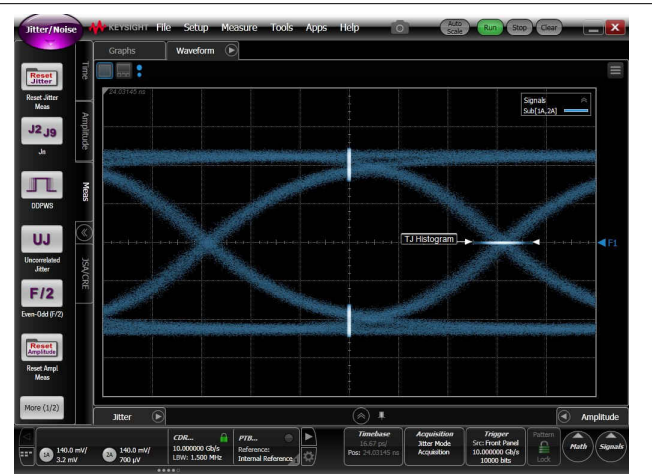 Jitter/Noise
KEYSIGHT File Setup Measure Tools Apps Help
Auto Scale Run Stop Clear
Graphs Waveform
Time
Amplitude
Meas
JSA/CRE
Reset Jitter
Reset Jitter
Meas
J2 J9
Jn
DDPWS
UJ
Uncorrelated
Jitter
F/2
Even-Odd (F/2)
Reset Amplitude
Reset Ampl
Meas
More (1/2)
24.03145 ns
Signals
Sub[1A,2A]
TJ Histogram
F1
Jitter
Amplitude
1A 140.0 mV/
3.2 mV
2A 140.0 mV/
700 µV
CDR...
10.000000 Gb/s
LBW: 1.500 MHz
PTB...
Reference:
Internal Reference
Timebase
16.67 ps/
Pos: 24.03145 ns
Acquisition
Jitter Mode
Acquisition
Trigger
Src: Front Panel
10.000000 Gb/s
10000 bits
Pattern
Lock
Math
Signals